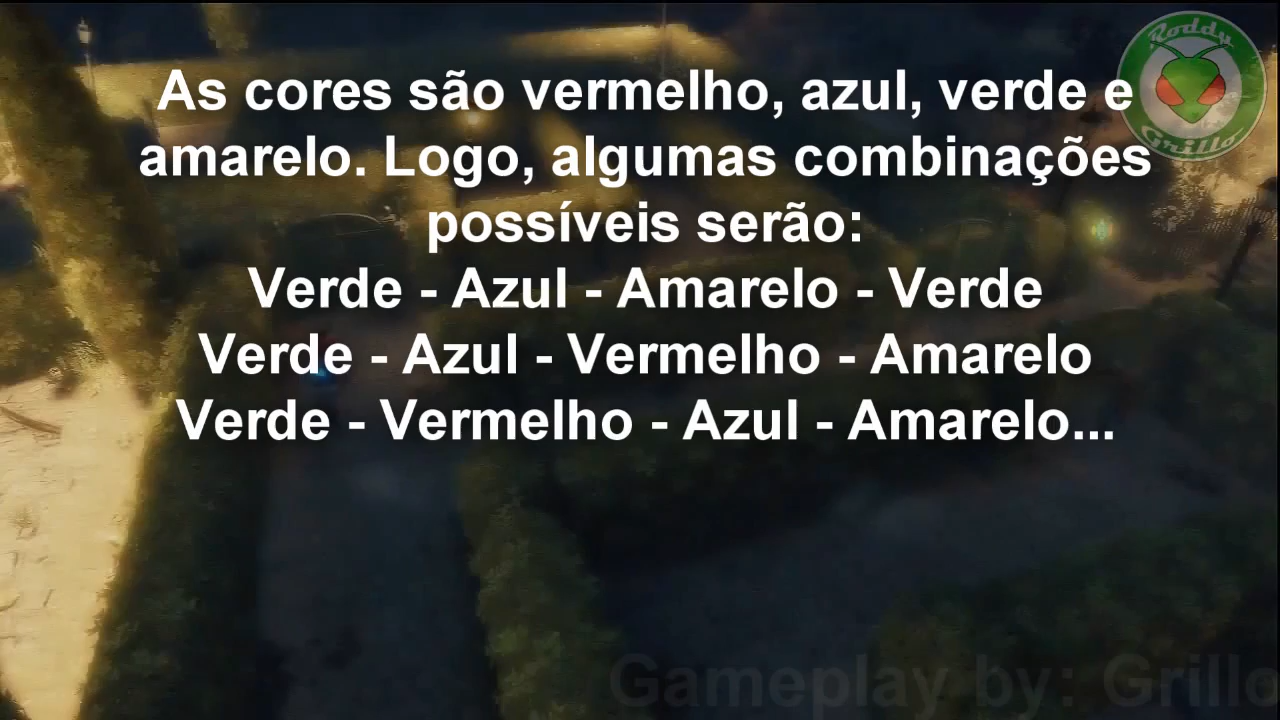 Roddy
Grillo
As cores são vermelho, azul, verde e
amarelo. Logo, algumas combinações
possíveis serão:
Verde - Azul - Amarelo - Verde
Verde - Azul - Vermelho - Amarelo
Verde - Vermelho - Azul - Amarelo...
Gameplay by: Grillo